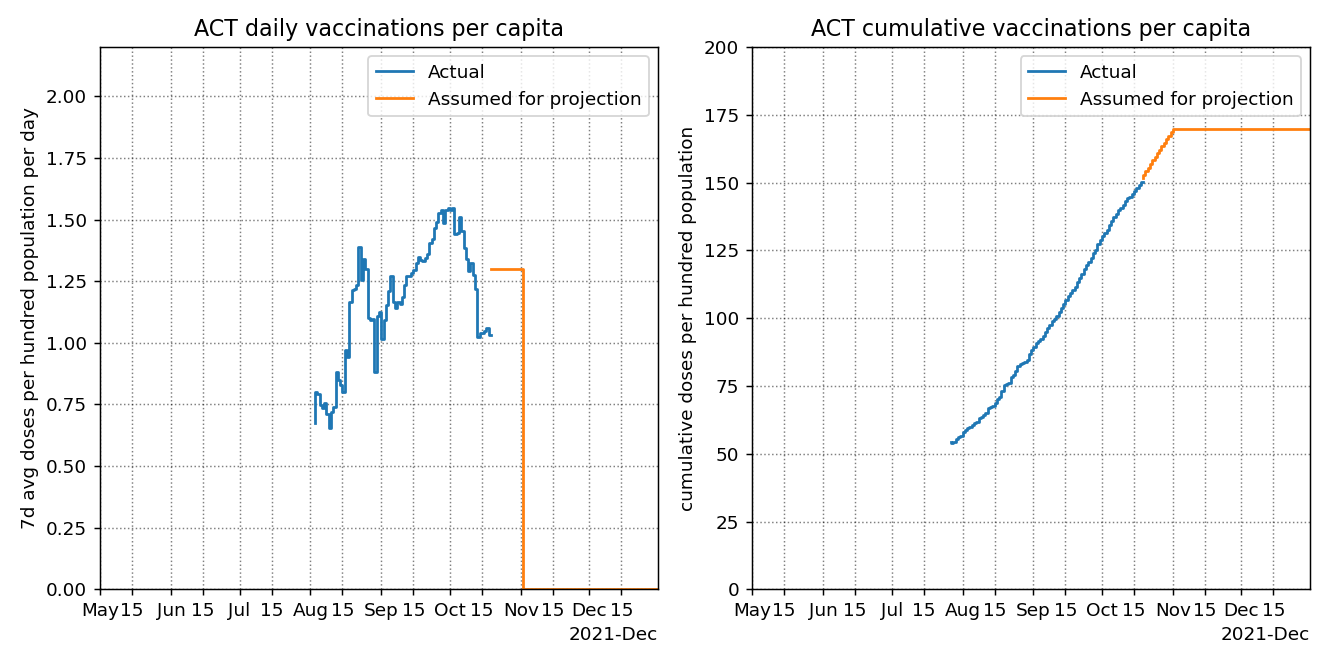 ACT daily vaccinations per capita
Actual
Assumed for projection
7d avg doses per hundred population per day
2.00
1.75
1.50
1.25
1.00
0.75
0.50
0.25
0.00
May 15 Jun 15 Jul 15 Aug 15 Sep 15 Oct 15 Nov 15 Dec 15
2021-Dec
ACT cumulative vaccinations per capita
Actual
Assumed for projection
cumulative doses per hundred population
200
175
150
125
100
75
50
25
0
May 15 Jun 15 Jul 15 Aug 15 Sep 15 Oct 15 Nov 15 Dec 15
2021-Dec